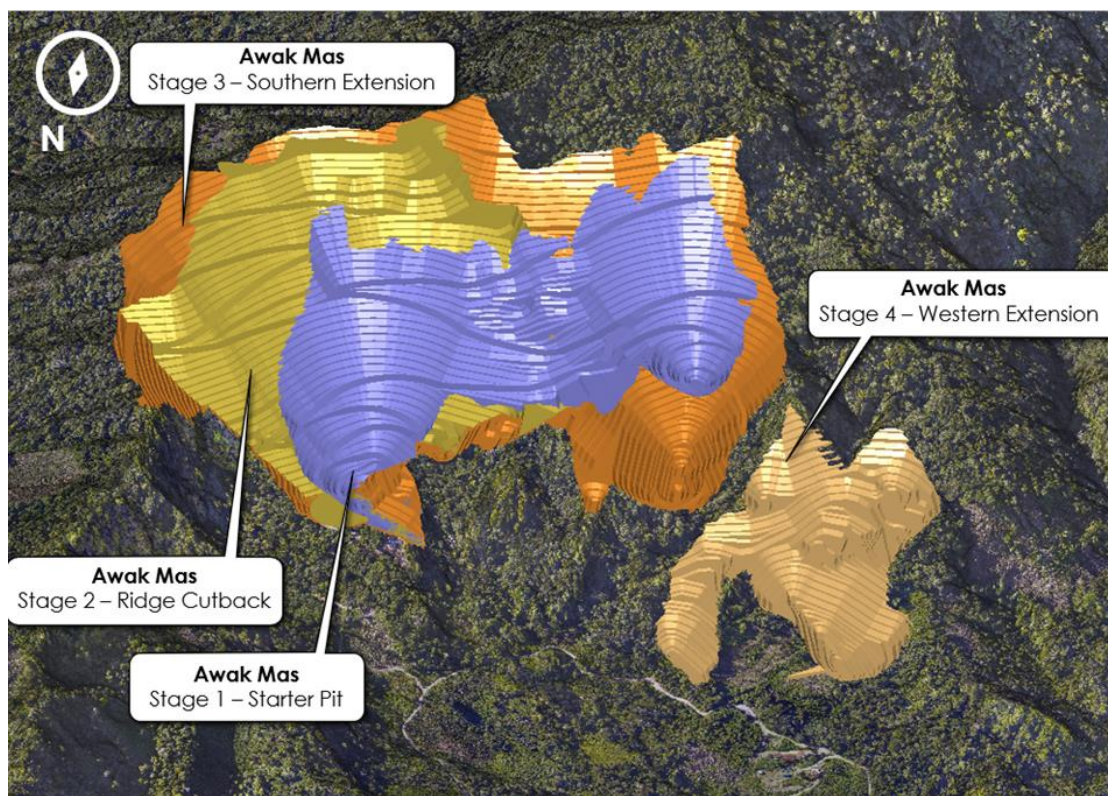 Awak Mas
Stage 3 – Southern Extension
N
Awak Mas
Stage 4 – Western Extension
Awak Mas
Stage 2 – Ridge Cutback
Awak Mas
Stage 1 – Starter Pit